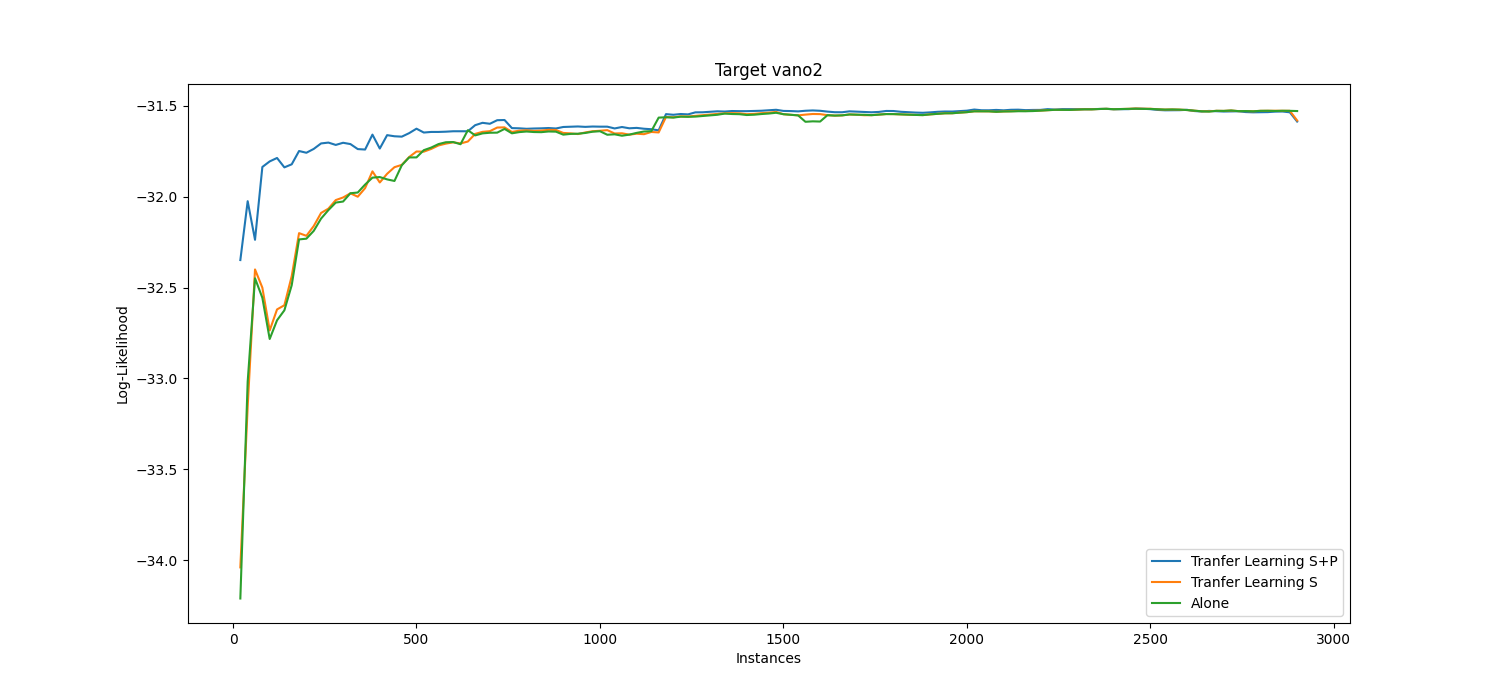 Target vano2
−31.5
−32.0
−32.5
−33.0
−33.5
−34.0
Log-Likelihood
0
500
1000
1500
2000
2500
3000
Instances
Tranfer Learning S+P
Tranfer Learning S
Alone